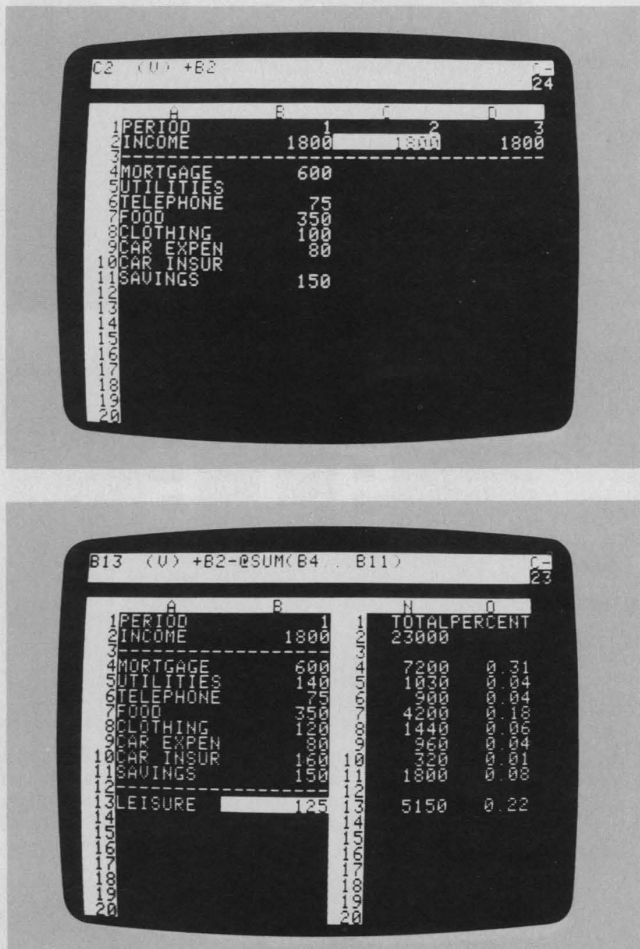 C2 (V) +B2
C-
24
A B C D
1 PERIOD 1 2 3
2 INCOME 1800 1800 1800
3 --------------------------------
4 MORTGAGE 600
5 UTILITIES
6 TELEPHONE 75
7 FOOD 350
8 CLOTHING 100
9 CAR EXPEN 80
10 CAR INSUR
11 SAVINGS 150
12
13
14
15
16
17
18
19
20
B13 (V) +B2-@SUM(B4...B11)
C-
23
A B N O
1 PERIOD 1 1 TOTALPERCENT
2 INCOME 1800 2 23000
3 -------------------- 3
4 MORTGAGE 600 4 7200 0.31
5 UTILITIES 140 5 1030 0.04
6 TELEPHONE 75 6 900 0.04
7 FOOD 350 7 4200 0.18
8 CLOTHING 120 8 1440 0.06
9 CAR EXPEN 80 9 960 0.04
10 CAR INSUR 160 10 320 0.01
11 SAVINGS 150 11 1800 0.08
12 -------------------- 12
13 LEISURE 125 13 5150 0.22
14 14
15 15
16 16
17 17
18 18
19 19
20 20